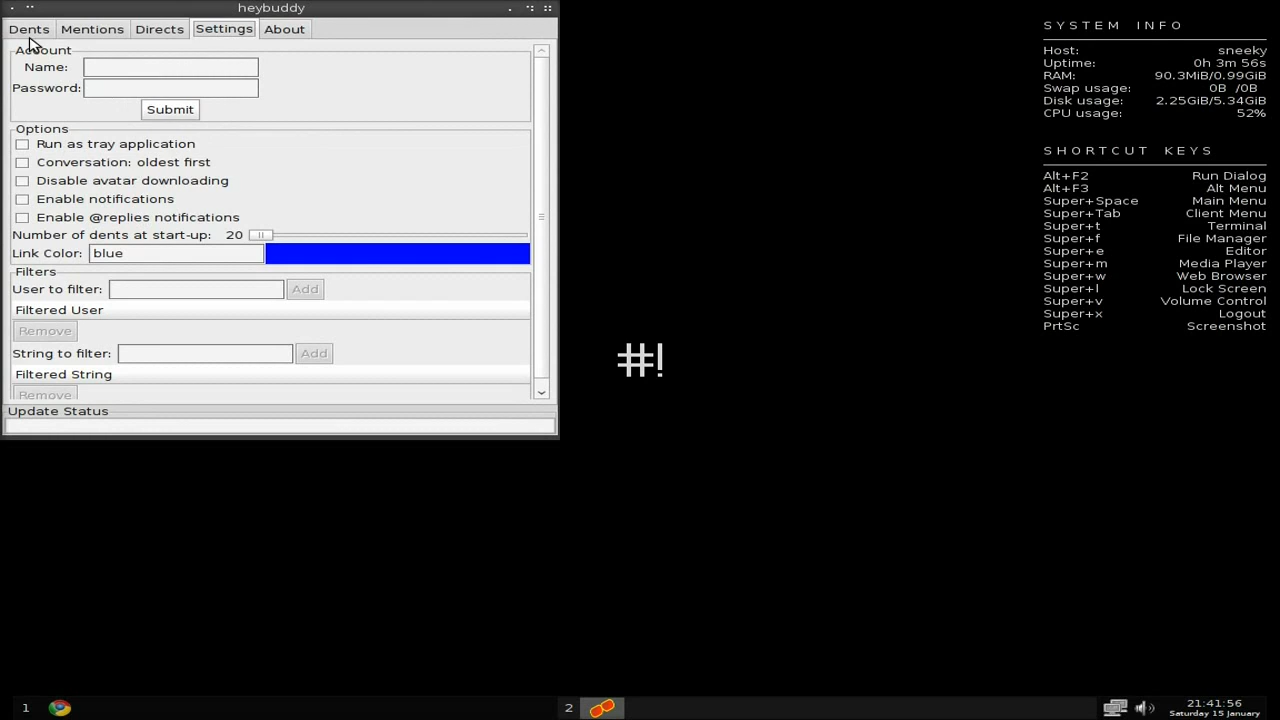 heybuddy
Dents Mentions Directs Settings About
Account
Name:
Password:
Submit
Options
Run as tray application
Conversation: oldest first
Disable avatar downloading
Enable notifications
Enable @replies notifications
Number of dents at start-up: 20
Link Color: blue
Filters
User to filter: Add
Filtered User
Remove
String to filter: Add
Filtered String
Remove
Update Status
#!
SYSTEM INFO
Host: sneeky
Uptime: 0h 3m 56s
RAM: 90.3MiB/0.99GiB
Swap usage: 0B /0B
Disk usage: 2.25GiB/5.34GiB
CPU usage: 52%
SHORTCUT KEYS
Alt+F2 Run Dialog
Alt+F3 Alt Menu
Super+Space Main Menu
Super+Tab Client Menu
Super+t Terminal
Super+f File Manager
Super+e Editor
Super+m Media Player
Super+w Web Browser
Super+l Lock Screen
Super+v Volume Control
Super+x Logout
PrtSc Screenshot
1 2
21:41:56
Saturday 15 January